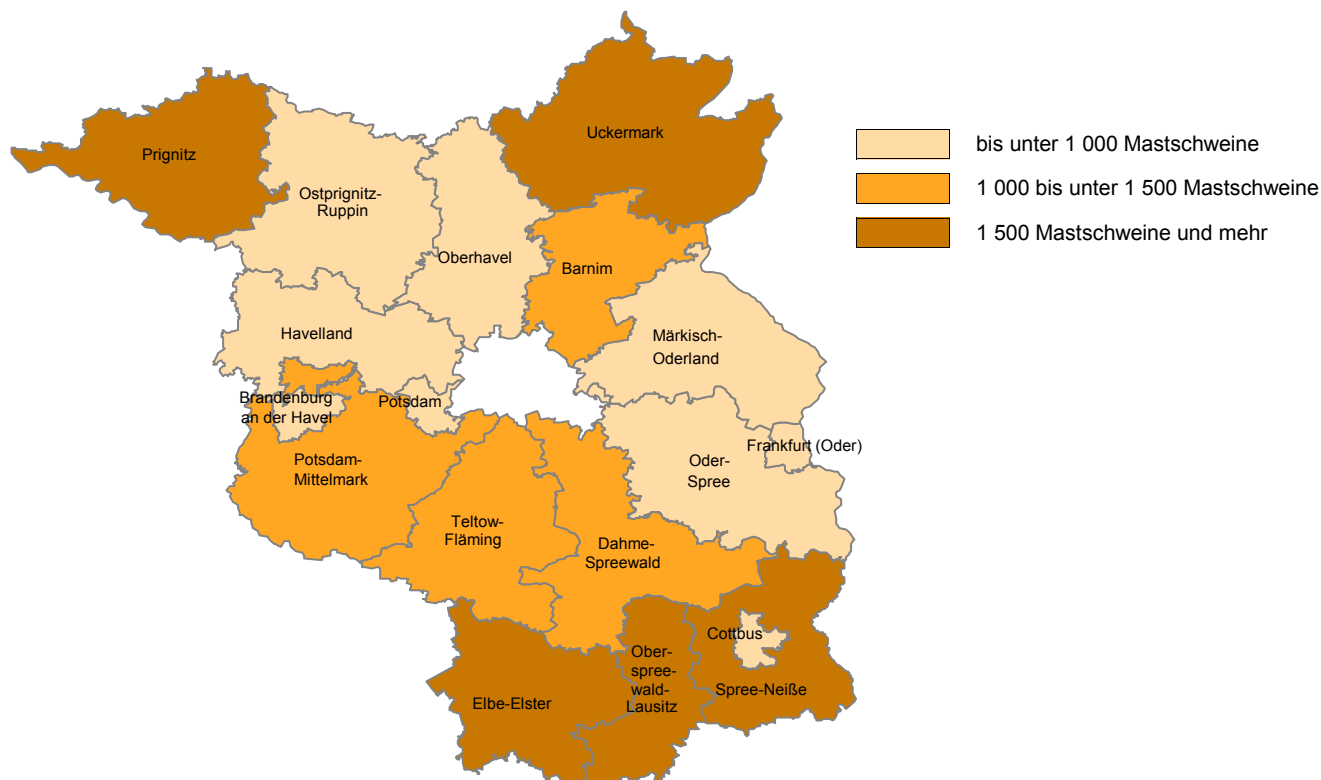 Uckermark
bis unter 1 000 Mastschweine
Prignitz
1 000 bis unter 1 500 Mastschweine
Ostprignitz-
Ruppin
1 500 Mastschweine und mehr
Oberhavel
Barnim
Havelland
Märkisch-
Oderland
Brandenburg
an der Havel
Potsdam
Frankfurt (Oder)
Potsdam-
Mittelmark
Oder-
Spree
Teltow-
Fläming
Dahme-
Spreewald
Cottbus
Ober-
spree-
wald-
Lausitz
Spree-Neiße
Elbe-Elster